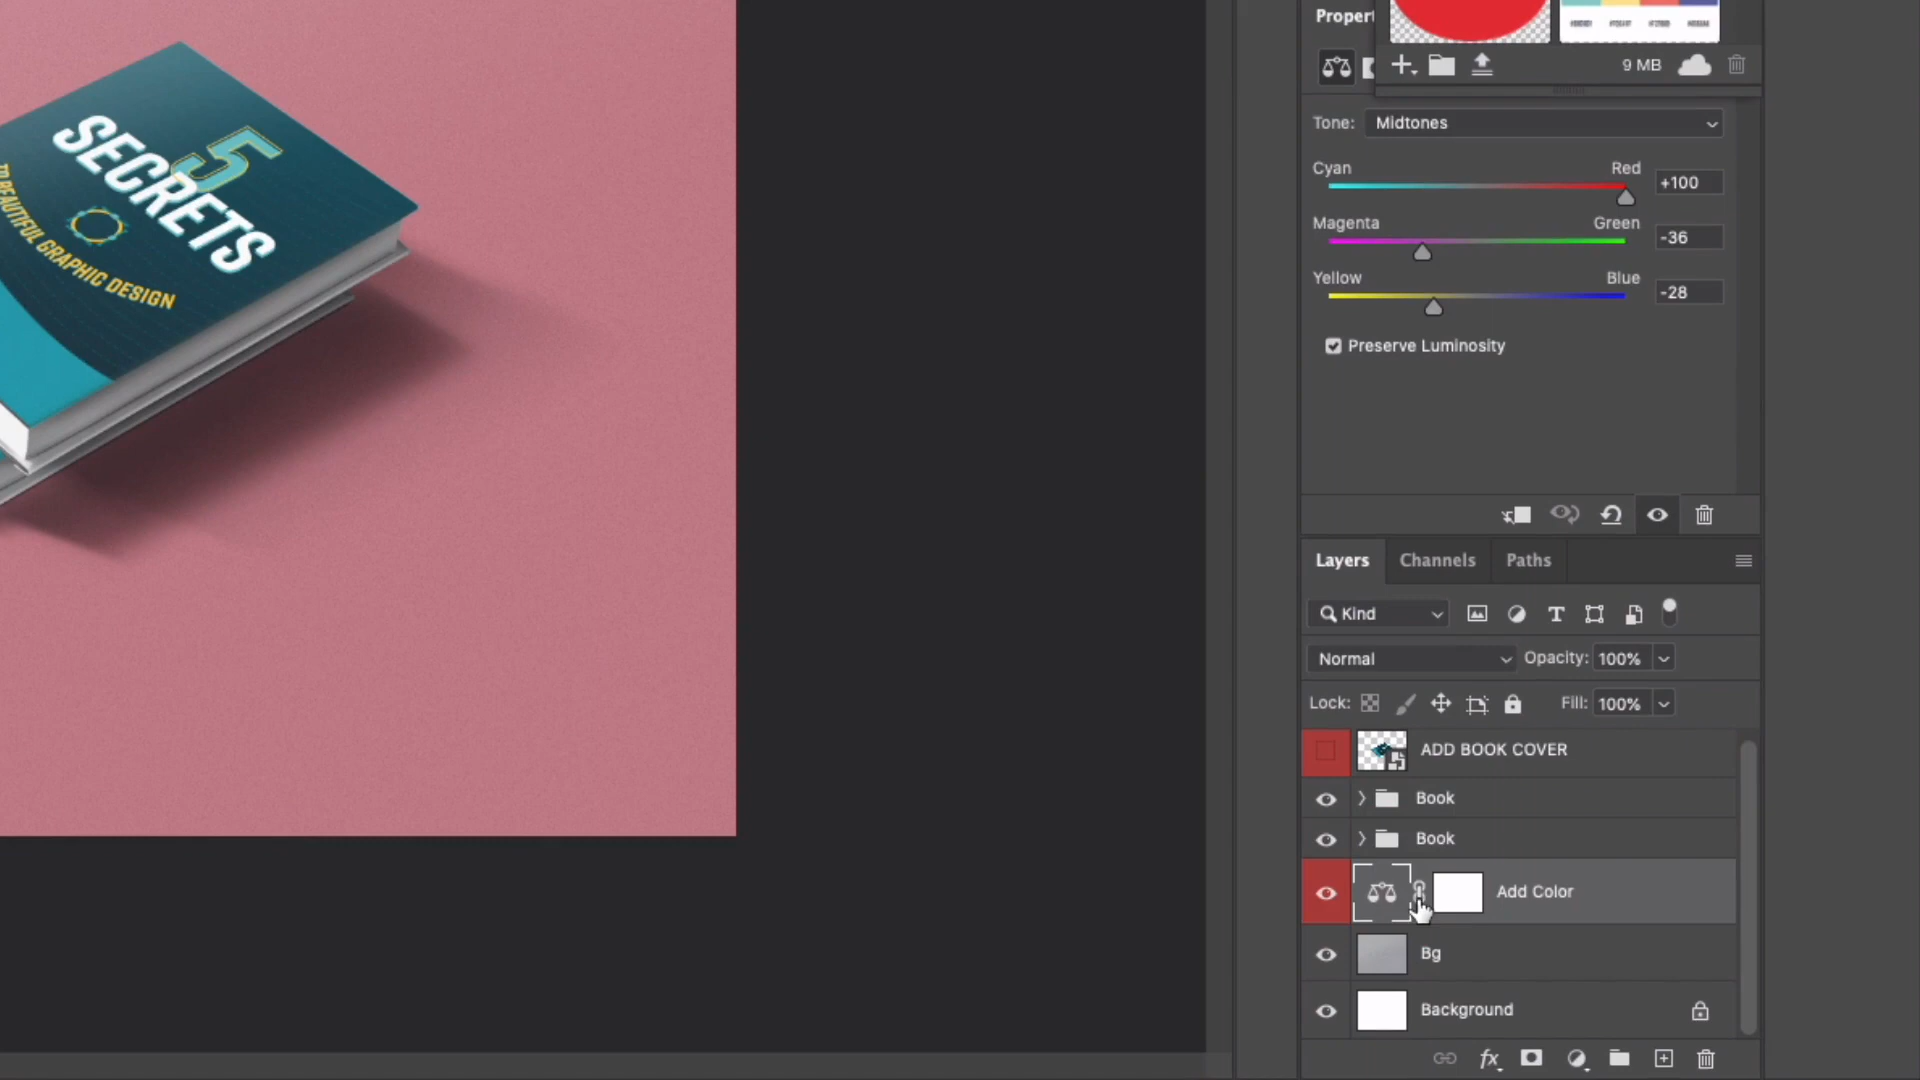 Propert
9 MB
Tone: Midtones
Cyan Red +100
Magenta Green -36
Yellow Blue -28
Preserve Luminosity
5
SECRETS
TO BEAUTIFUL GRAPHIC DESIGN
Layers Channels Paths
Kind T
Normal Opacity: 100%
Lock: Fill: 100%
ADD BOOK COVER
Book
Book
Add Color
Bg
Background
fx